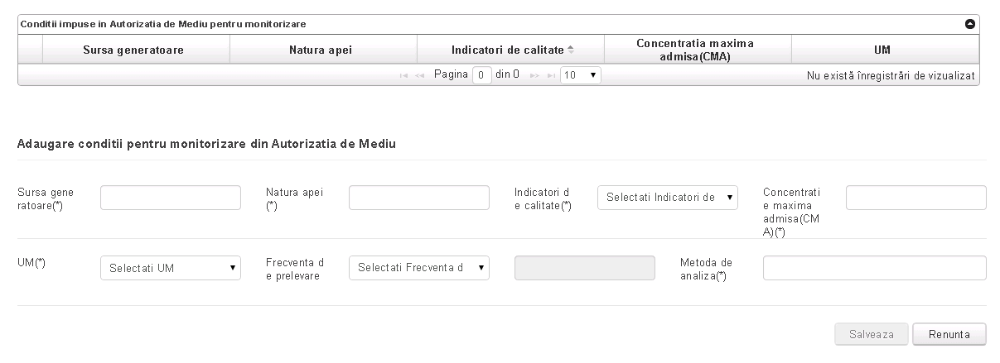 Conditii impuse in Autorizatia de Mediu pentru monitorizare
Sursa generatoare Natura apei Indicatori de calitate Concentratia maxima admisa(CMA) UM
Pagina 0 din 0 10 Nu există înregistrări de vizualizat
Adaugare conditii pentru monitorizare din Autorizatia de Mediu
Sursa gene
ratoare(*)
Natura apei
(*)
Indicatori d
e calitate(*)
Selectati Indicatori de
Concentrati
e maxima
admisa(CM
A)(*)
UM(*)
Selectati UM
Frecventa d
e prelevare
Selectati Frecventa d
Metoda de
analiza(*)
Salveaza Renunta